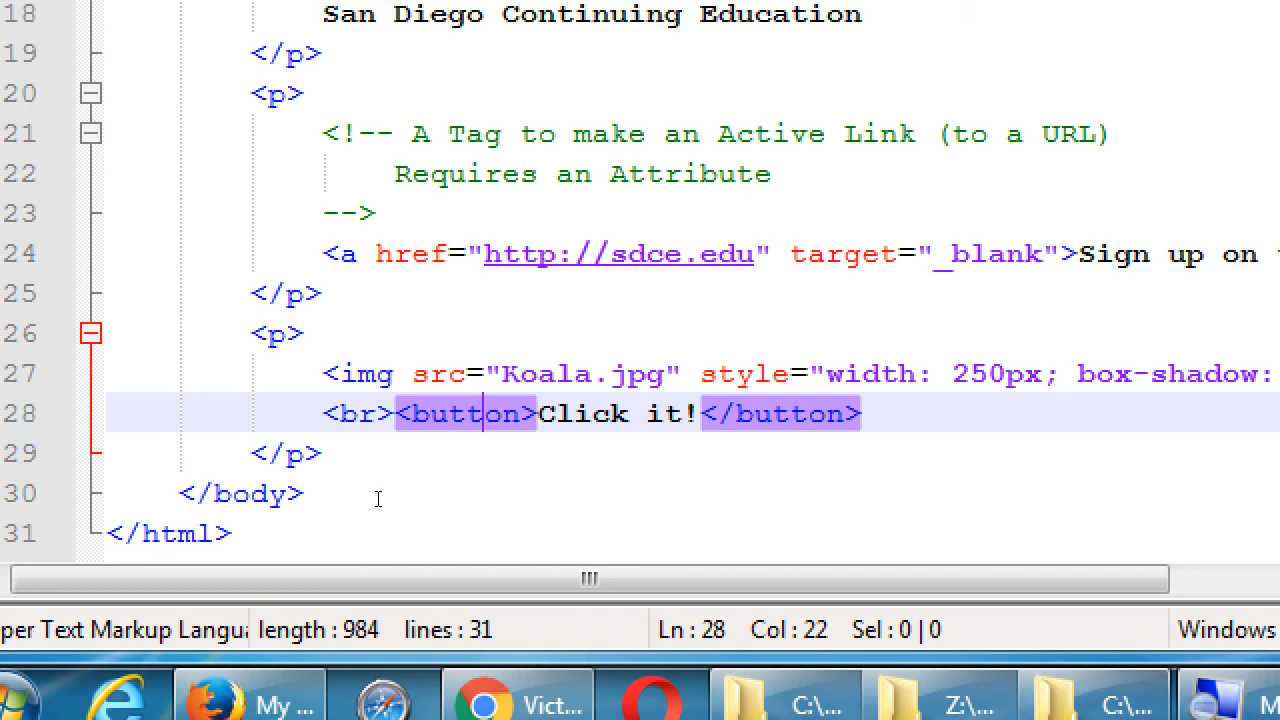 18 San Diego Continuing Education
19 </p>
20 <p>
21 <!-- A Tag to make an Active Link (to a URL)
22 Requires an Attribute
23 -->
24 <a href="http://sdce.edu" target="_blank">Sign up on
25 </p>
26 <p>
27 <img src="Koala.jpg" style="width: 250px; box-shadow:
28 <br><button>Click it!</button>
29 </p>
30 </body>
31 </html>
per Text Markup Langua length : 984 lines : 31 Ln : 28 Col : 22 Sel : 0 | 0 Windows
My ... Vict... C:\... Z:\... C:\... M